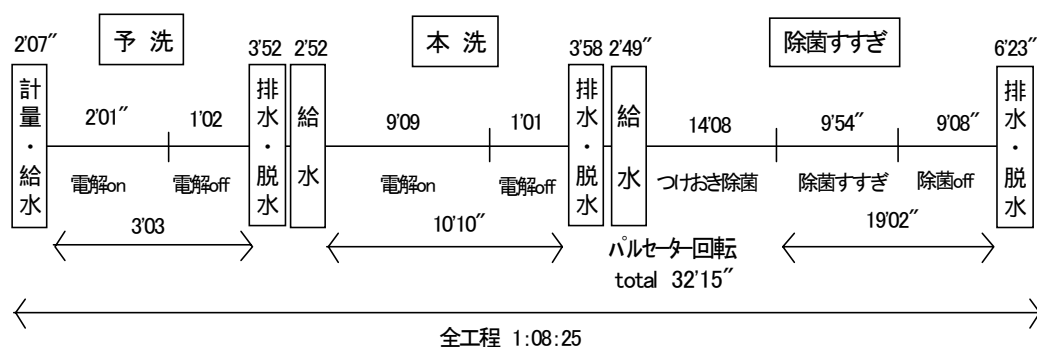 予 洗
本 洗
除菌すすぎ
2'07″
3'52
2'52
3'58
2'49″
6'23″
計量・給水
2'01″
1'02
排水・脱水
給水
9'09
1'01
排水・脱水
給水
14'08
9'54″
9'08″
排水・脱水
電解on
電解off
電解on
電解off
つけおき除菌
除菌すすぎ
除菌off
3'03
10'10″
19'02″
パルセーター回転
total 32'15″
全工程 1:08:25